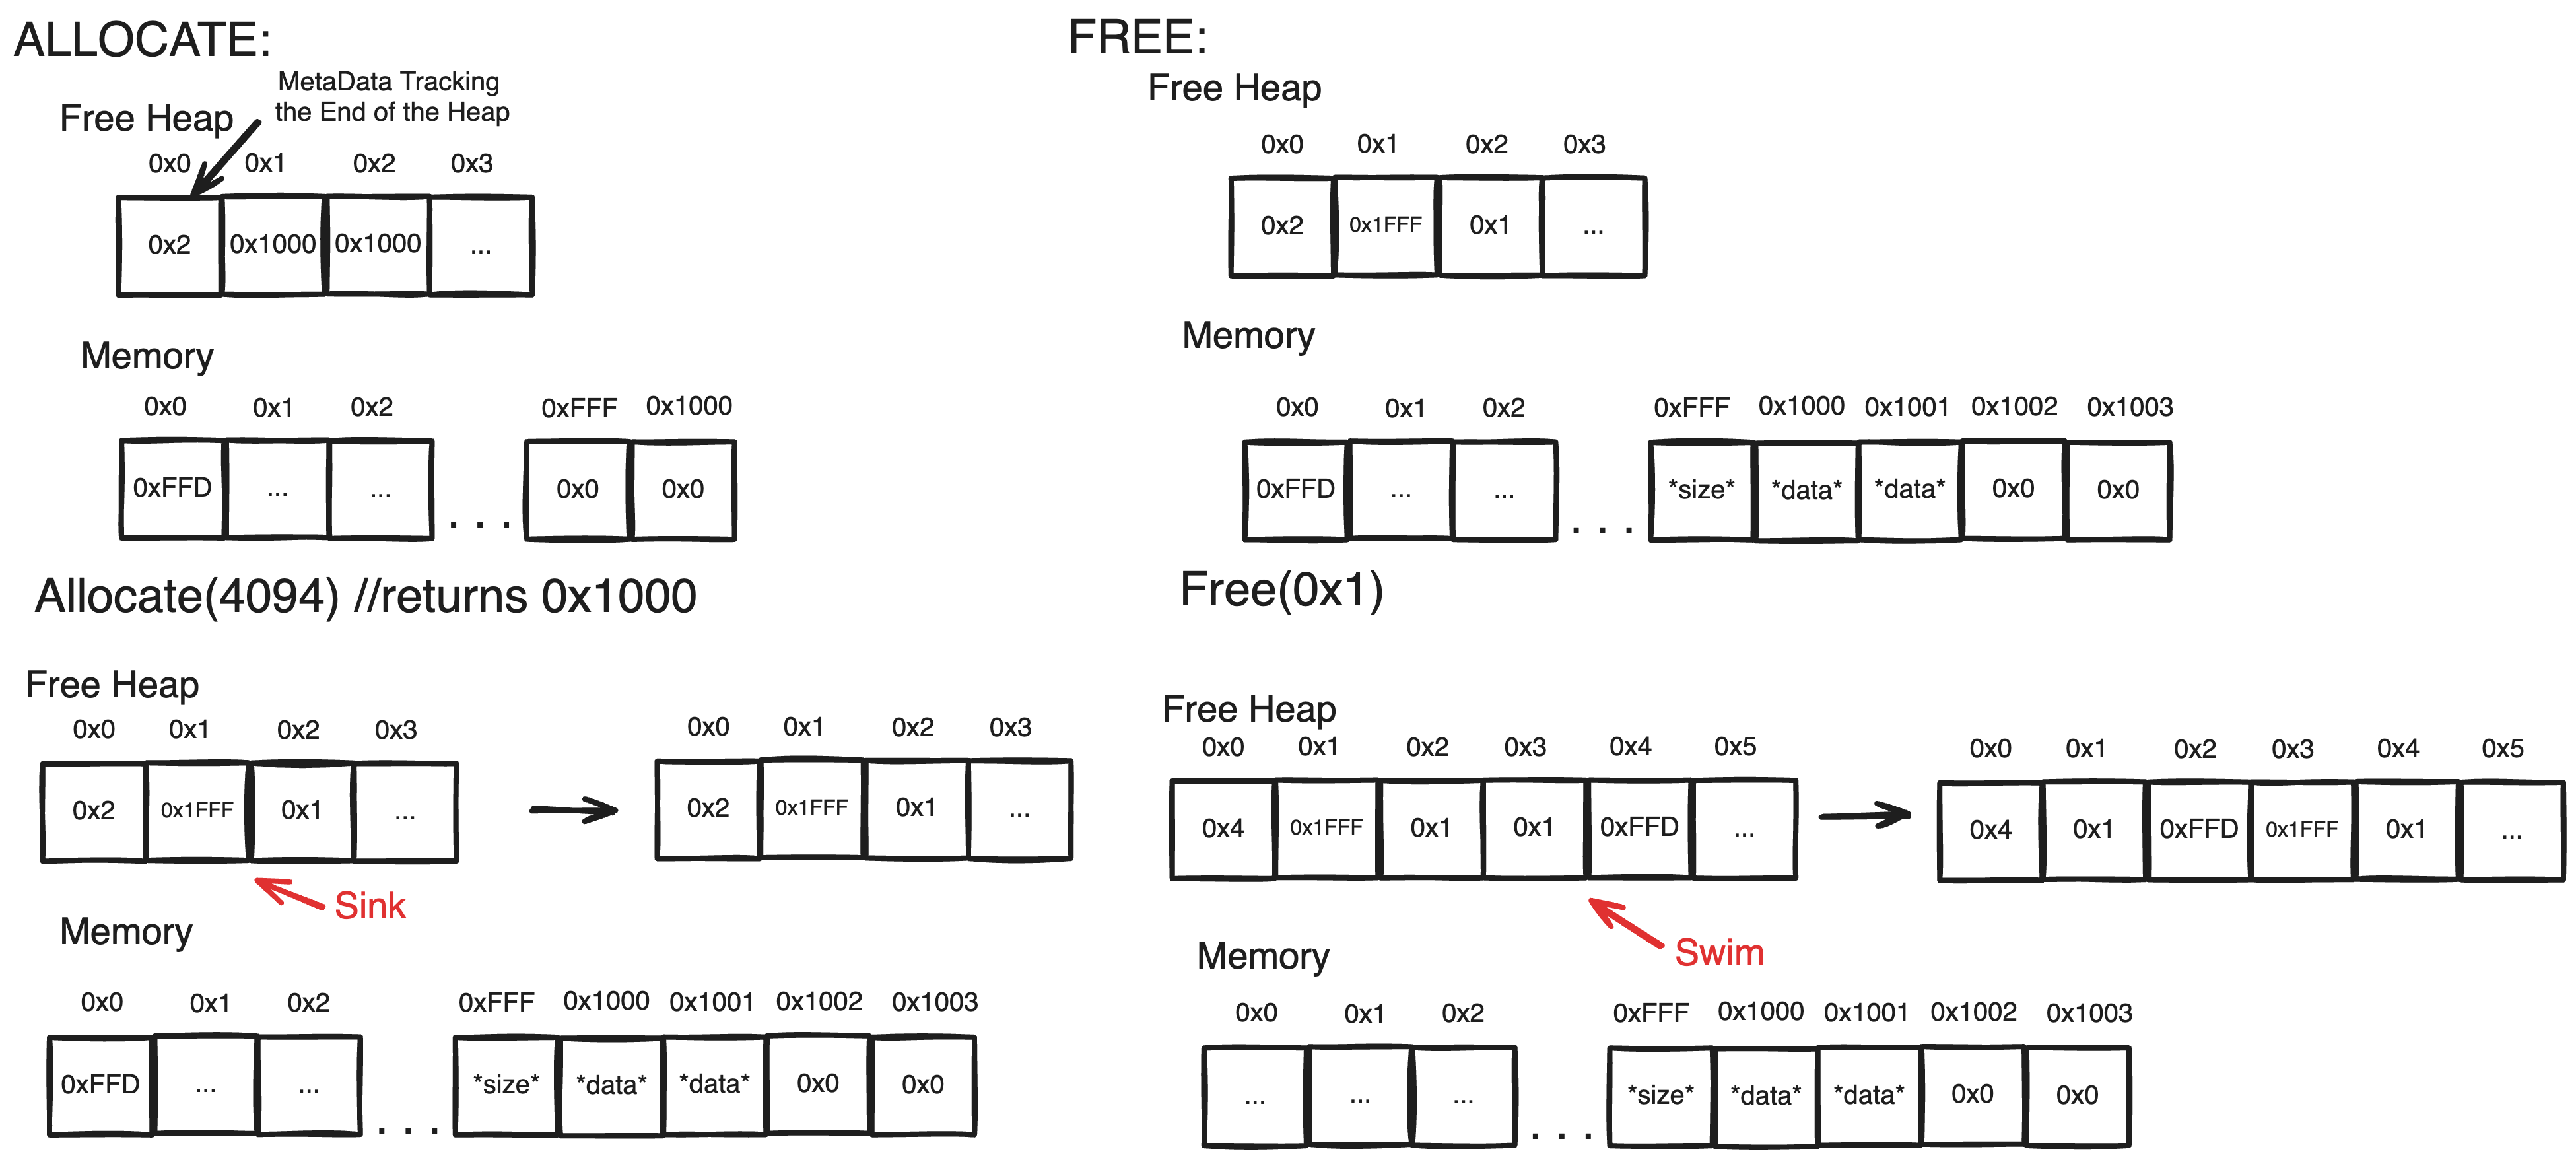 ALLOCATE:
MetaData Tracking
the End of the Heap
Free Heap
0x0 0x1 0x2 0x3
0x2 0x1000 0x1000 ...
Memory
0x0 0x1 0x2 0xFFF 0x1000
0xFFD ... ... . . . 0x0 0x0
Allocate(4094) //returns 0x1000
Free Heap
0x0 0x1 0x2 0x3
0x2 0x1FFF 0x1 ...
Sink
0x0 0x1 0x2 0x3
0x2 0x1FFF 0x1 ...
Memory
0x0 0x1 0x2 0xFFF 0x1000 0x1001 0x1002 0x1003
0xFFD ... ... . . . *size* *data* *data* 0x0 0x0
FREE:
Free Heap
0x0 0x1 0x2 0x3
0x2 0x1FFF 0x1 ...
Memory
0x0 0x1 0x2 0xFFF 0x1000 0x1001 0x1002 0x1003
0xFFD ... ... . . . *size* *data* *data* 0x0 0x0
Free(0x1)
Free Heap
0x0 0x1 0x2 0x3 0x4 0x5
0x4 0x1FFF 0x1 0x1 0xFFD ...
Swim
0x0 0x1 0x2 0x3 0x4 0x5
0x4 0x1 0xFFD 0x1FFF 0x1 ...
Memory
0x0 0x1 0x2 0xFFF 0x1000 0x1001 0x1002 0x1003
... ... ... . . . *size* *data* *data* 0x0 0x0